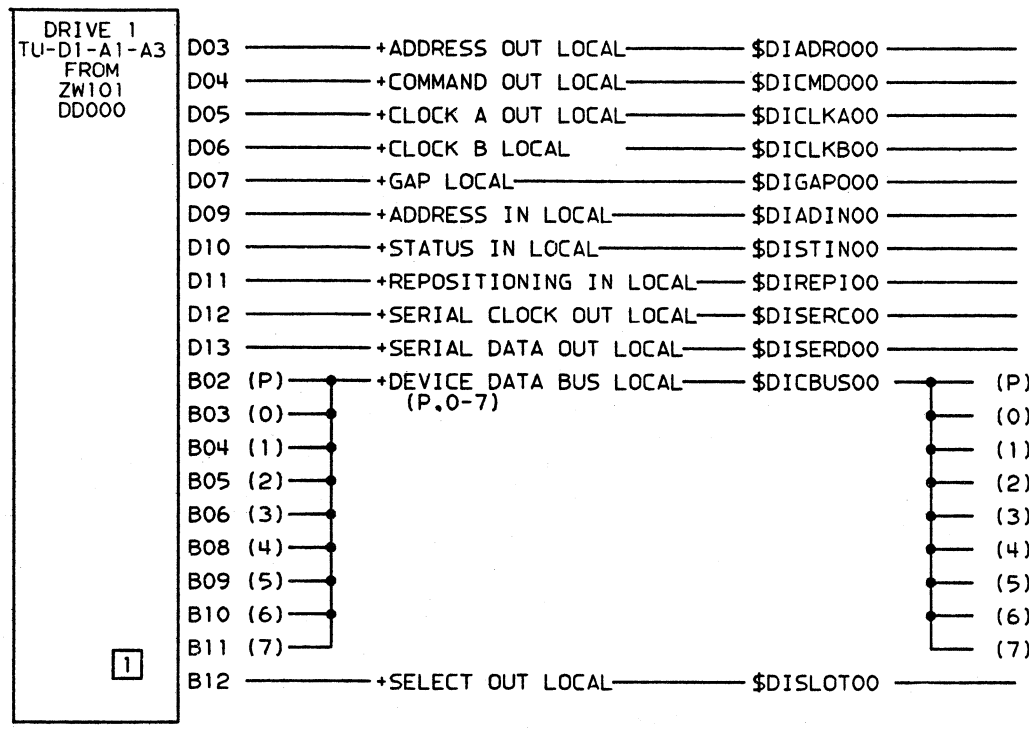 DRIVE 1
TU-D1-A1-A3
FROM
ZW101
DD000
D03 +ADDRESS OUT LOCAL $DIADRO00
D04 +COMMAND OUT LOCAL $DICMDO00
D05 +CLOCK A OUT LOCAL $DICLKA00
D06 +CLOCK B LOCAL $DICLKB00
D07 +GAP LOCAL $DIGAPO00
D09 +ADDRESS IN LOCAL $DIADIN00
D10 +STATUS IN LOCAL $DISTIN00
D11 +REPOSITIONING IN LOCAL $DIREPI00
D12 +SERIAL CLOCK OUT LOCAL $DISERC00
D13 +SERIAL DATA OUT LOCAL $DISERD00
B02 (P) +DEVICE DATA BUS LOCAL $DICBUS00 (P)
(P,0-7)
B03 (0) (0)
B04 (1) (1)
B05 (2) (2)
B06 (3) (3)
B08 (4) (4)
B09 (5) (5)
B10 (6) (6)
B11 (7) (7)
1
B12 +SELECT OUT LOCAL $DISLOT00